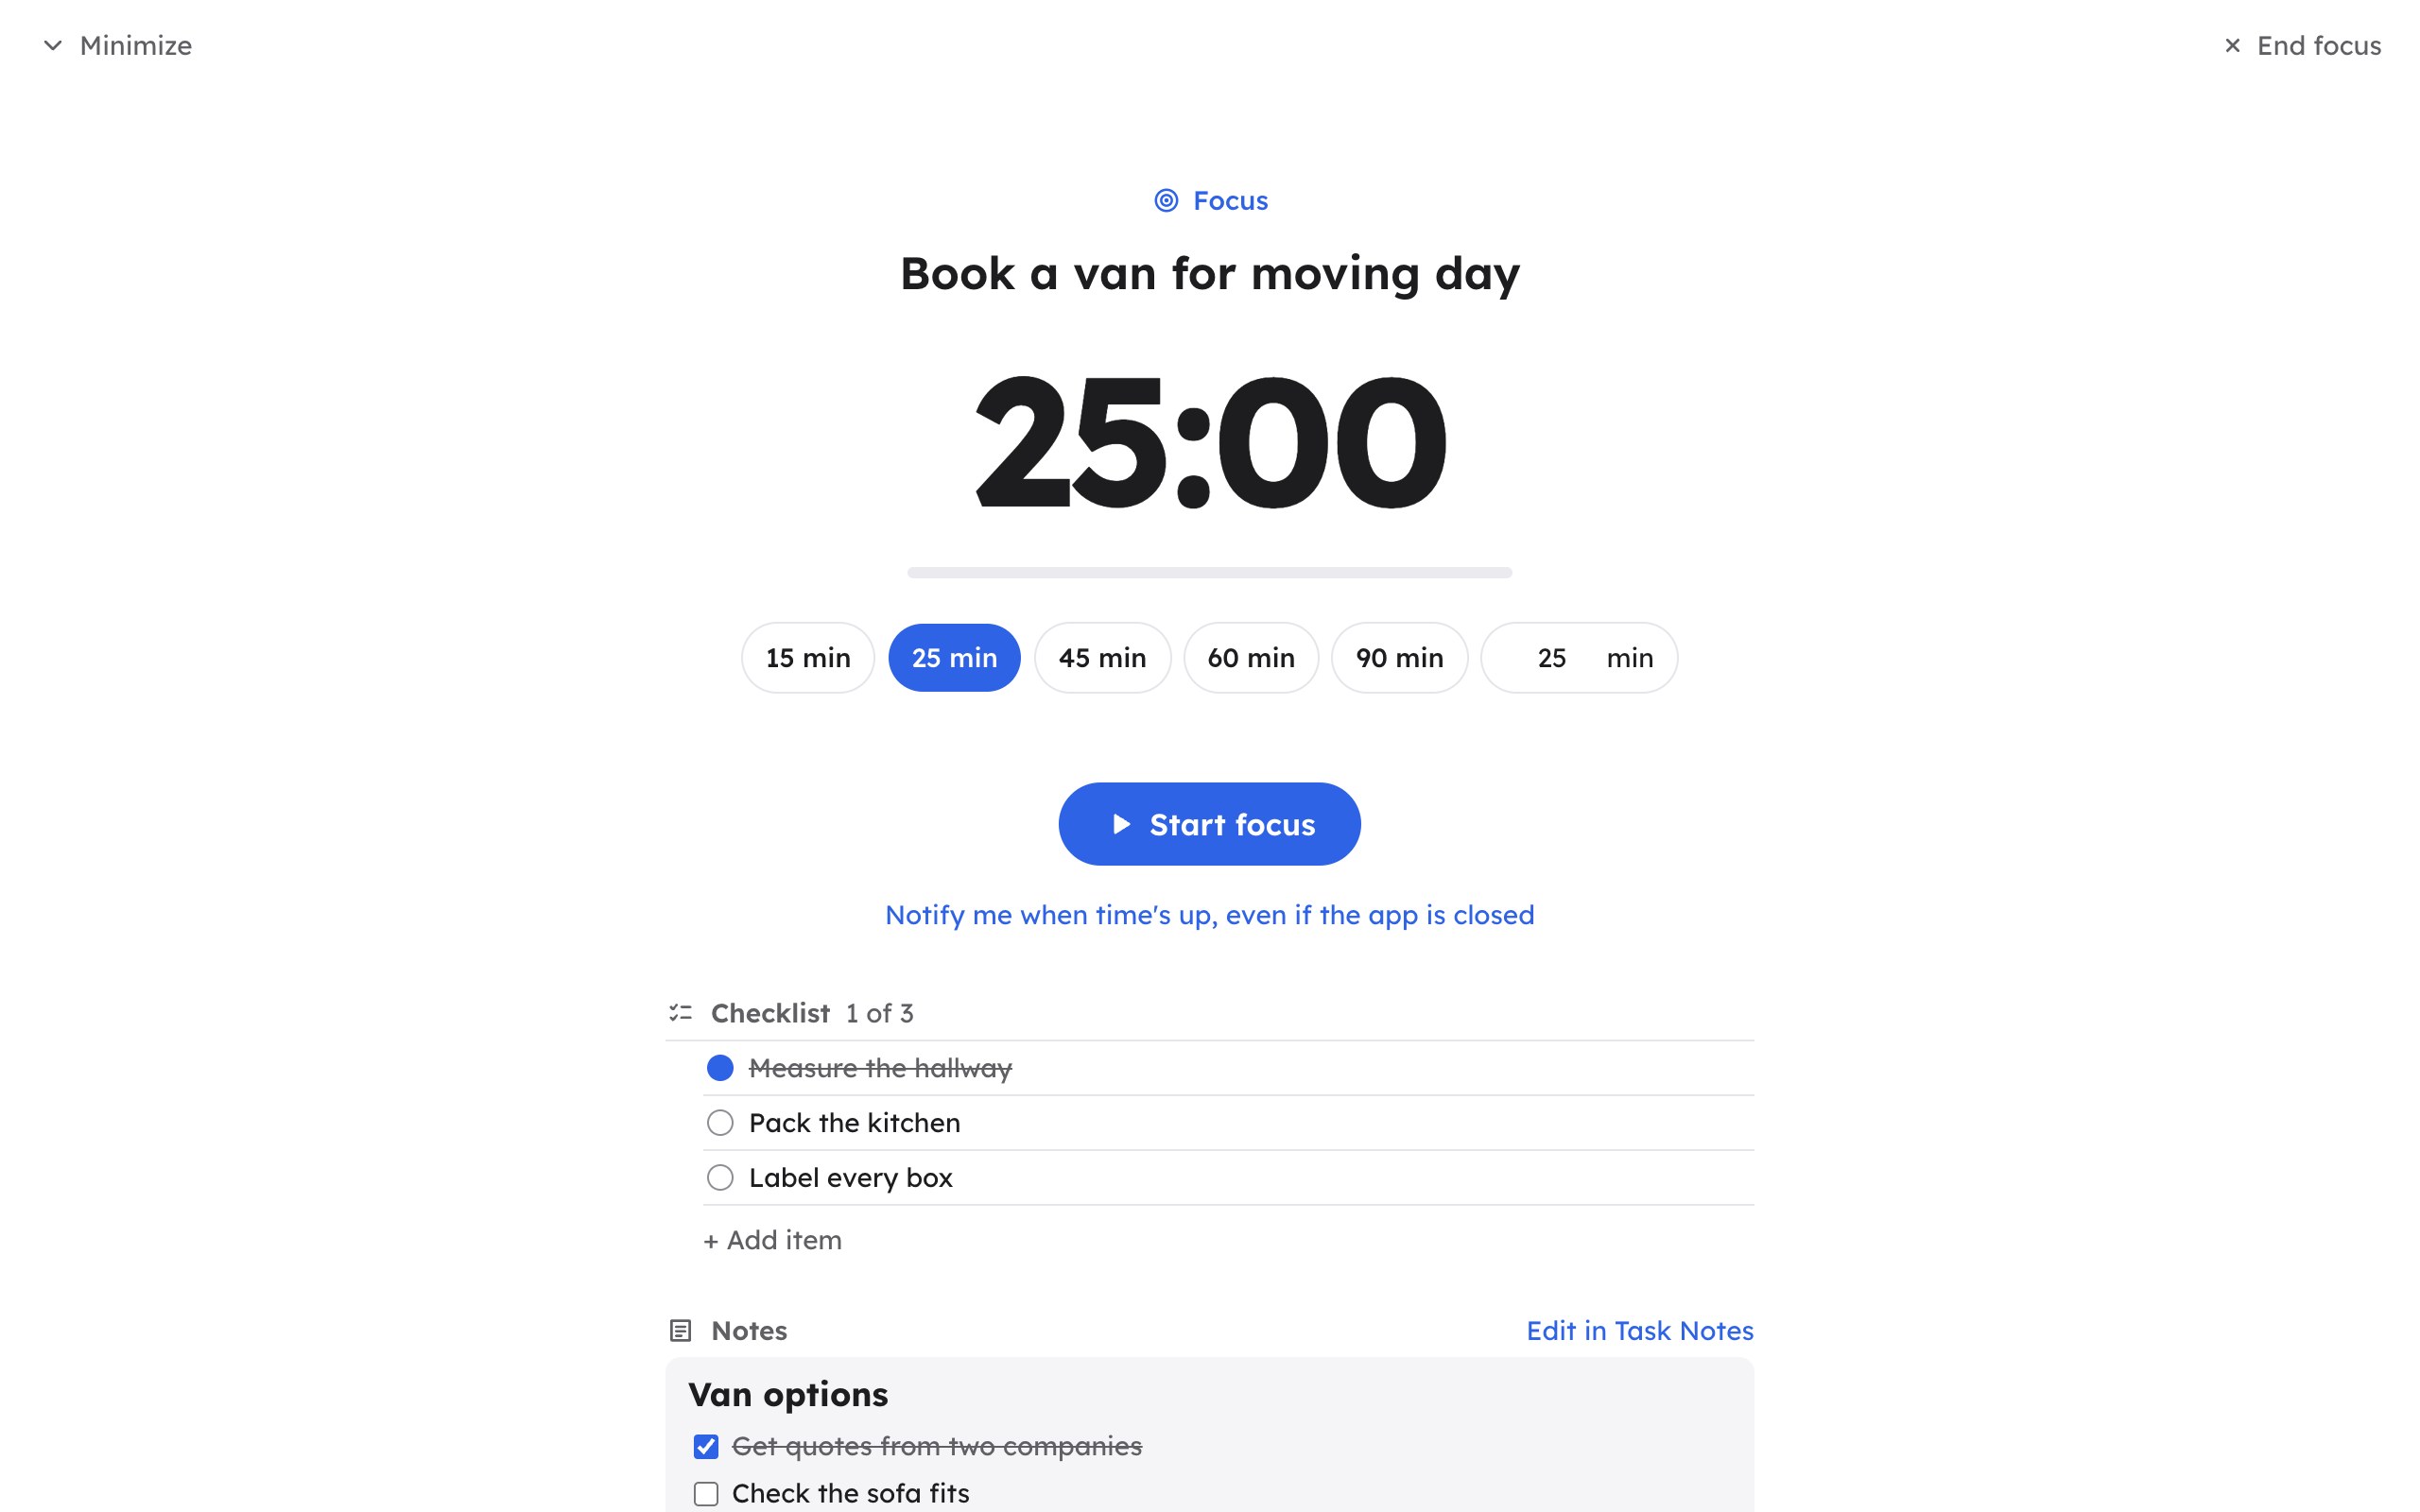 Minimize
End focus
Focus
Book a van for moving day
25:00
15 min 25 min 45 min 60 min 90 min 25 min
Start focus
Notify me when time's up, even if the app is closed
Checklist 1 of 3
Measure the hallway
Pack the kitchen
Label every box
+ Add item
Notes Edit in Task Notes
Van options
Get quotes from two companies
Check the sofa fits